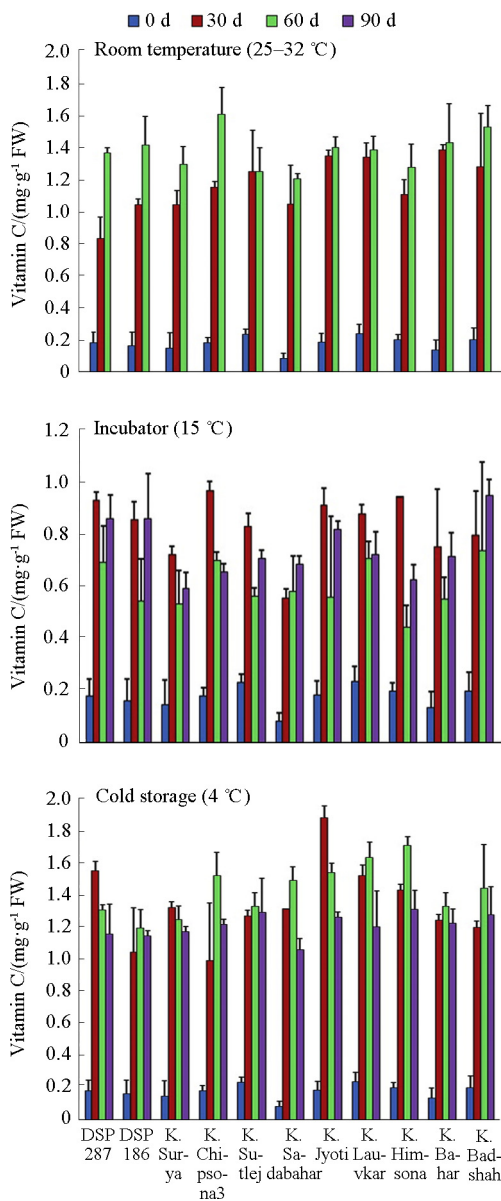 0 d 30 d 60 d 90 d
Room temperature (25–32 ℃)
Vitamin C/(mg·g-1 FW)
2.0
1.8
1.6
1.4
1.2
1.0
0.8
0.6
0.4
0.2
0
Incubator (15 ℃)
Vitamin C/(mg·g-1 FW)
1.2
1.0
0.8
0.6
0.4
0.2
0
Cold storage (4 ℃)
Vitamin C/(mg·g-1 FW)
2.0
1.8
1.6
1.4
1.2
1.0
0.8
0.6
0.4
0.2
0
DSP DSP K. K. K. K. K. K. K. K. K.
287 186 Sur- Chi- Su- Sa- Jyoti Lau- Him- Ba- Bad-
ya pso- tlej dabahar vkar sona har shah
na3